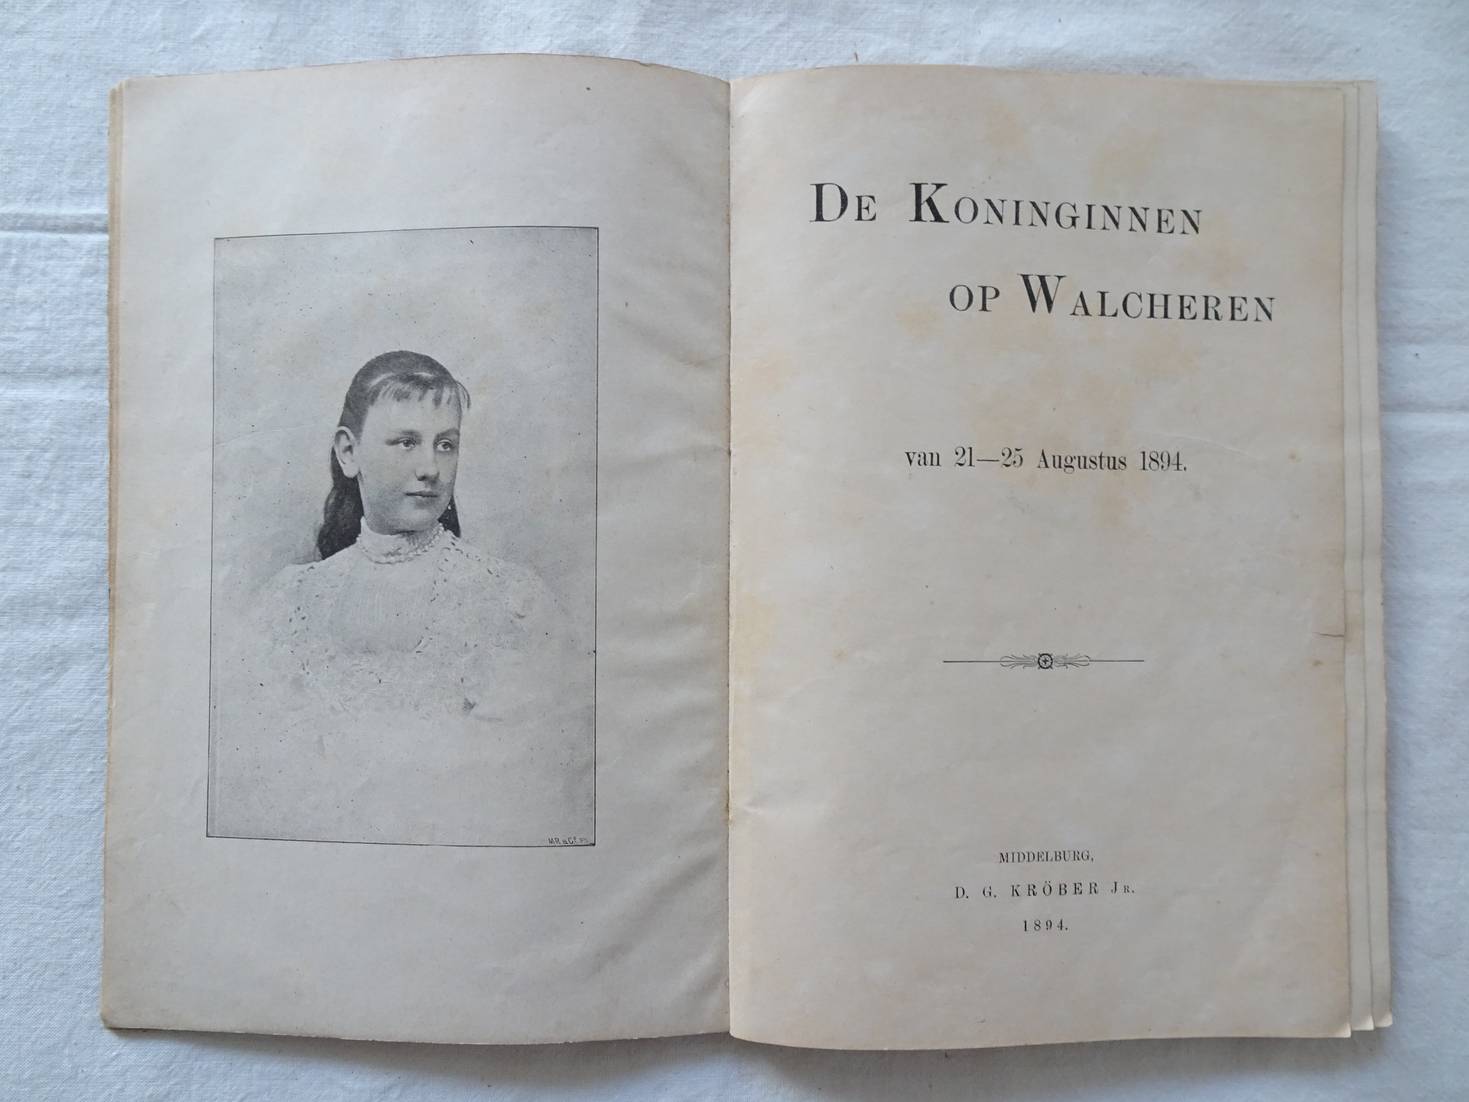 De Koninginnen
op Walcheren
van 21—25 Augustus 1894.
MIDDELBURG,
D. G. KRÖBER Jr.
1894.